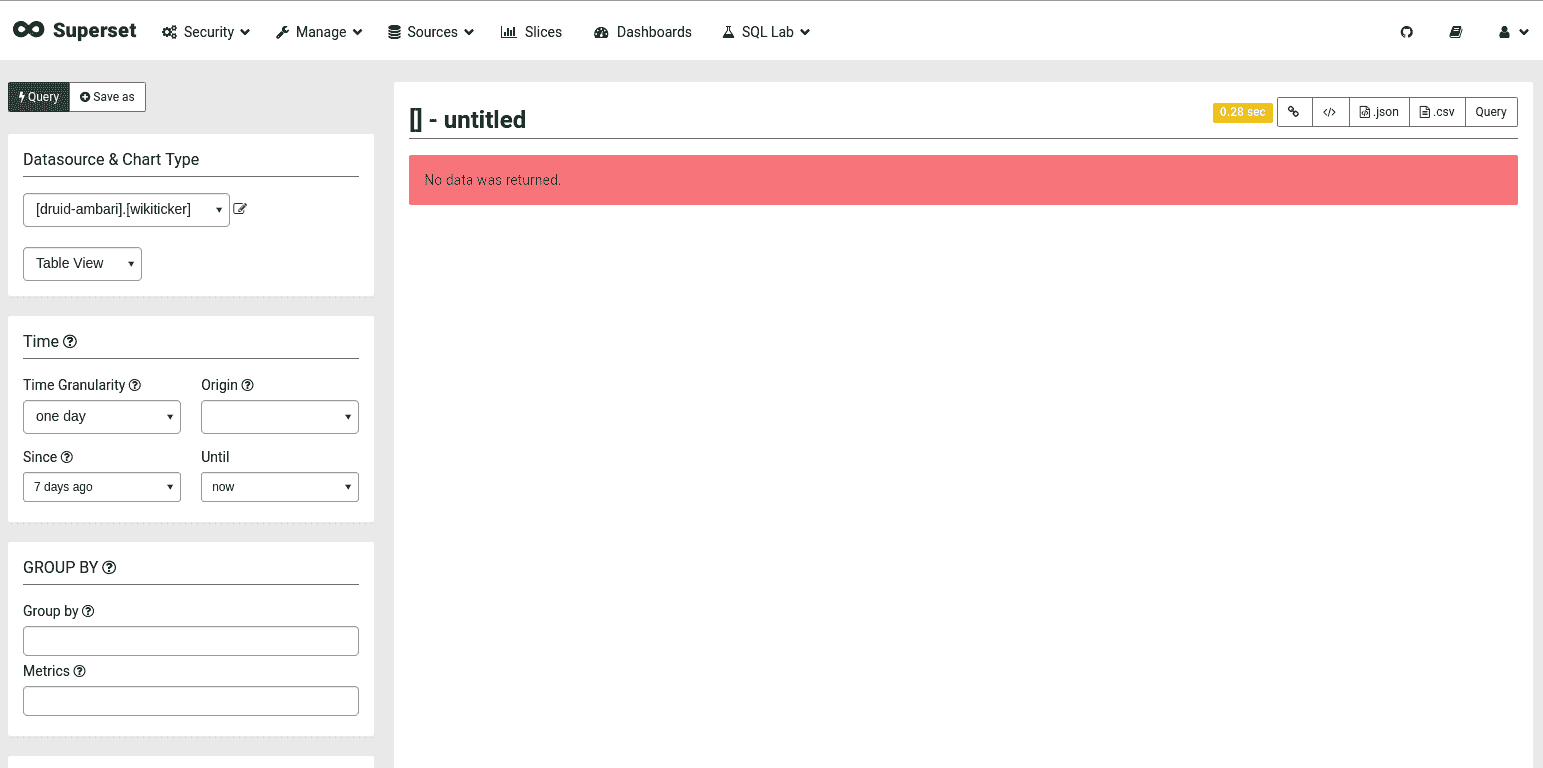 Superset Security Manage Sources Slices Dashboards SQL Lab
Query Save as
Datasource & Chart Type
[druid-ambari].[wikiticker]
Table View
Time
Time Granularity Origin
one day
Since Until
7 days ago now
GROUP BY
Group by
Metrics
[] - untitled
0.28 sec </> .json .csv Query
No data was returned.